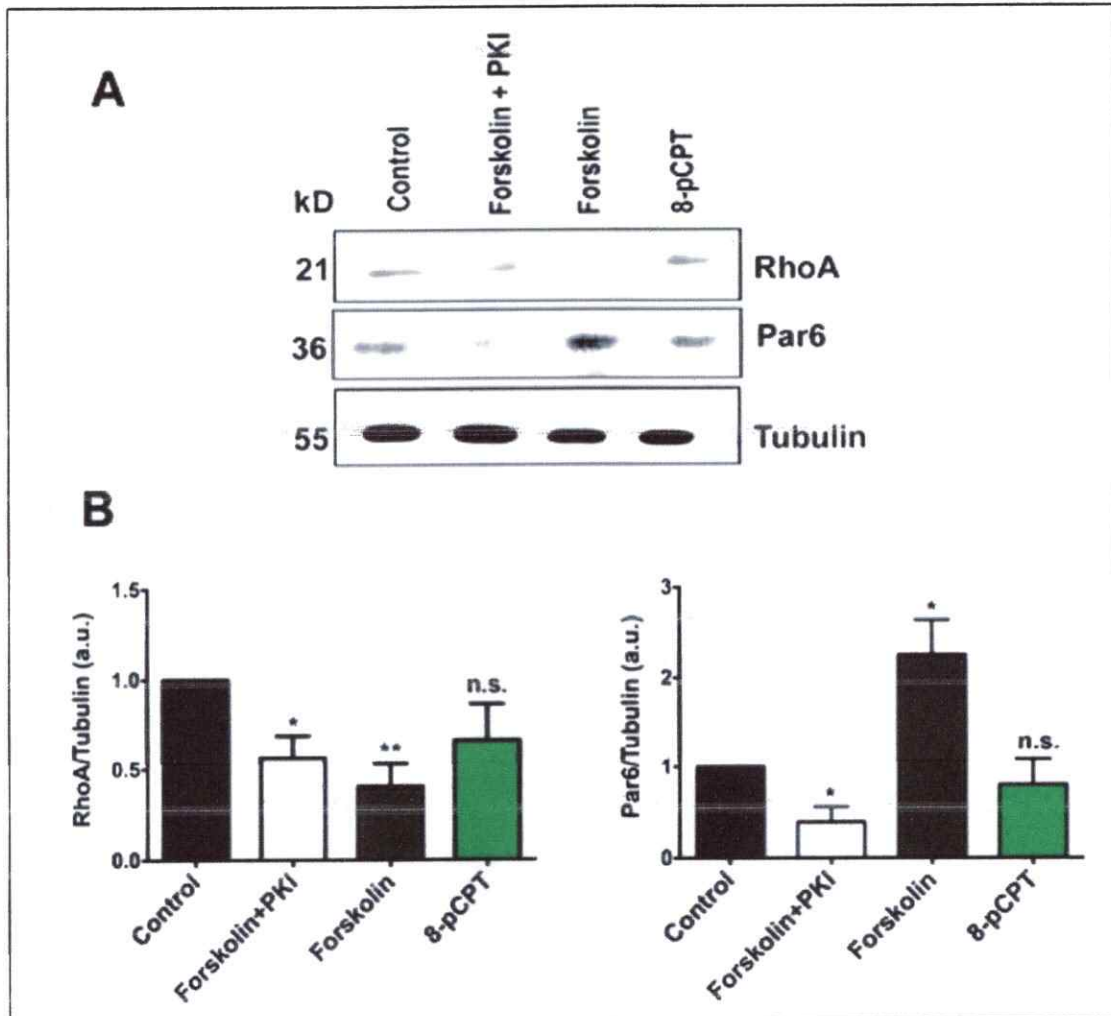 A
kD
Control
Forskolin + PKI
Forskolin
8-pCPT
21
RhoA
36
Par6
55
Tubulin
B
RhoA/Tubulin (a.u.)
1.5
1.0
0.5
0.0
*
**
n.s.
Control
Forskolin+PKI
Forskolin
8-pCPT
Par6/Tubulin (a.u.)
3
2
1
0
*
*
n.s.
Control
Forskolin+PKI
Forskolin
8-pCPT